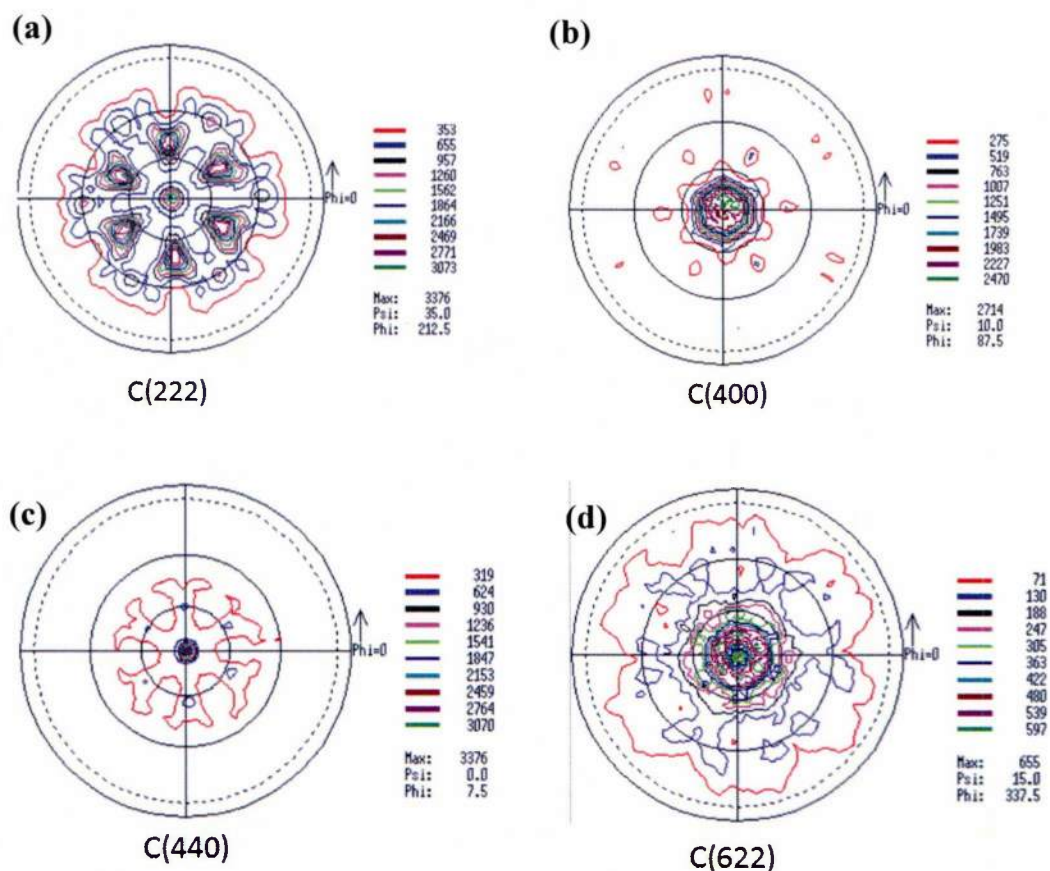 (a)
353
655
957
1260
1562
1864
2166
2469
2771
3073
Phi=0
Max: 3376
Psi: 35.0
Phi: 212.5
C(222)
(b)
275
519
763
1007
1251
1495
1739
1983
2227
2470
Phi=0
Max: 2714
Psi: 10.0
Phi: 87.5
C(400)
(c)
319
624
930
1236
1541
1847
2153
2459
2764
3070
Phi=0
Max: 3376
Psi: 0.0
Phi: 7.5
C(440)
(d)
71
130
188
247
305
363
422
480
539
597
Phi=0
Max: 655
Psi: 15.0
Phi: 337.5
C(622)